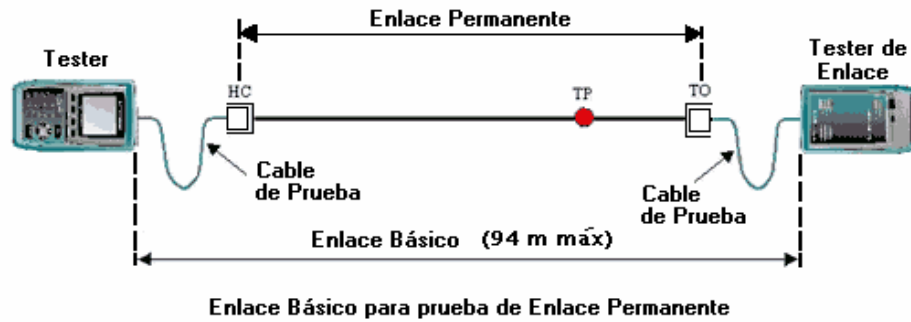 Enlace Permanente
Tester
Tester de
Enlace
HC
TP
TO
Cable
de Prueba
Cable
de Prueba
Enlace Básico (94 m máx)
Enlace Básico para prueba de Enlace Permanente